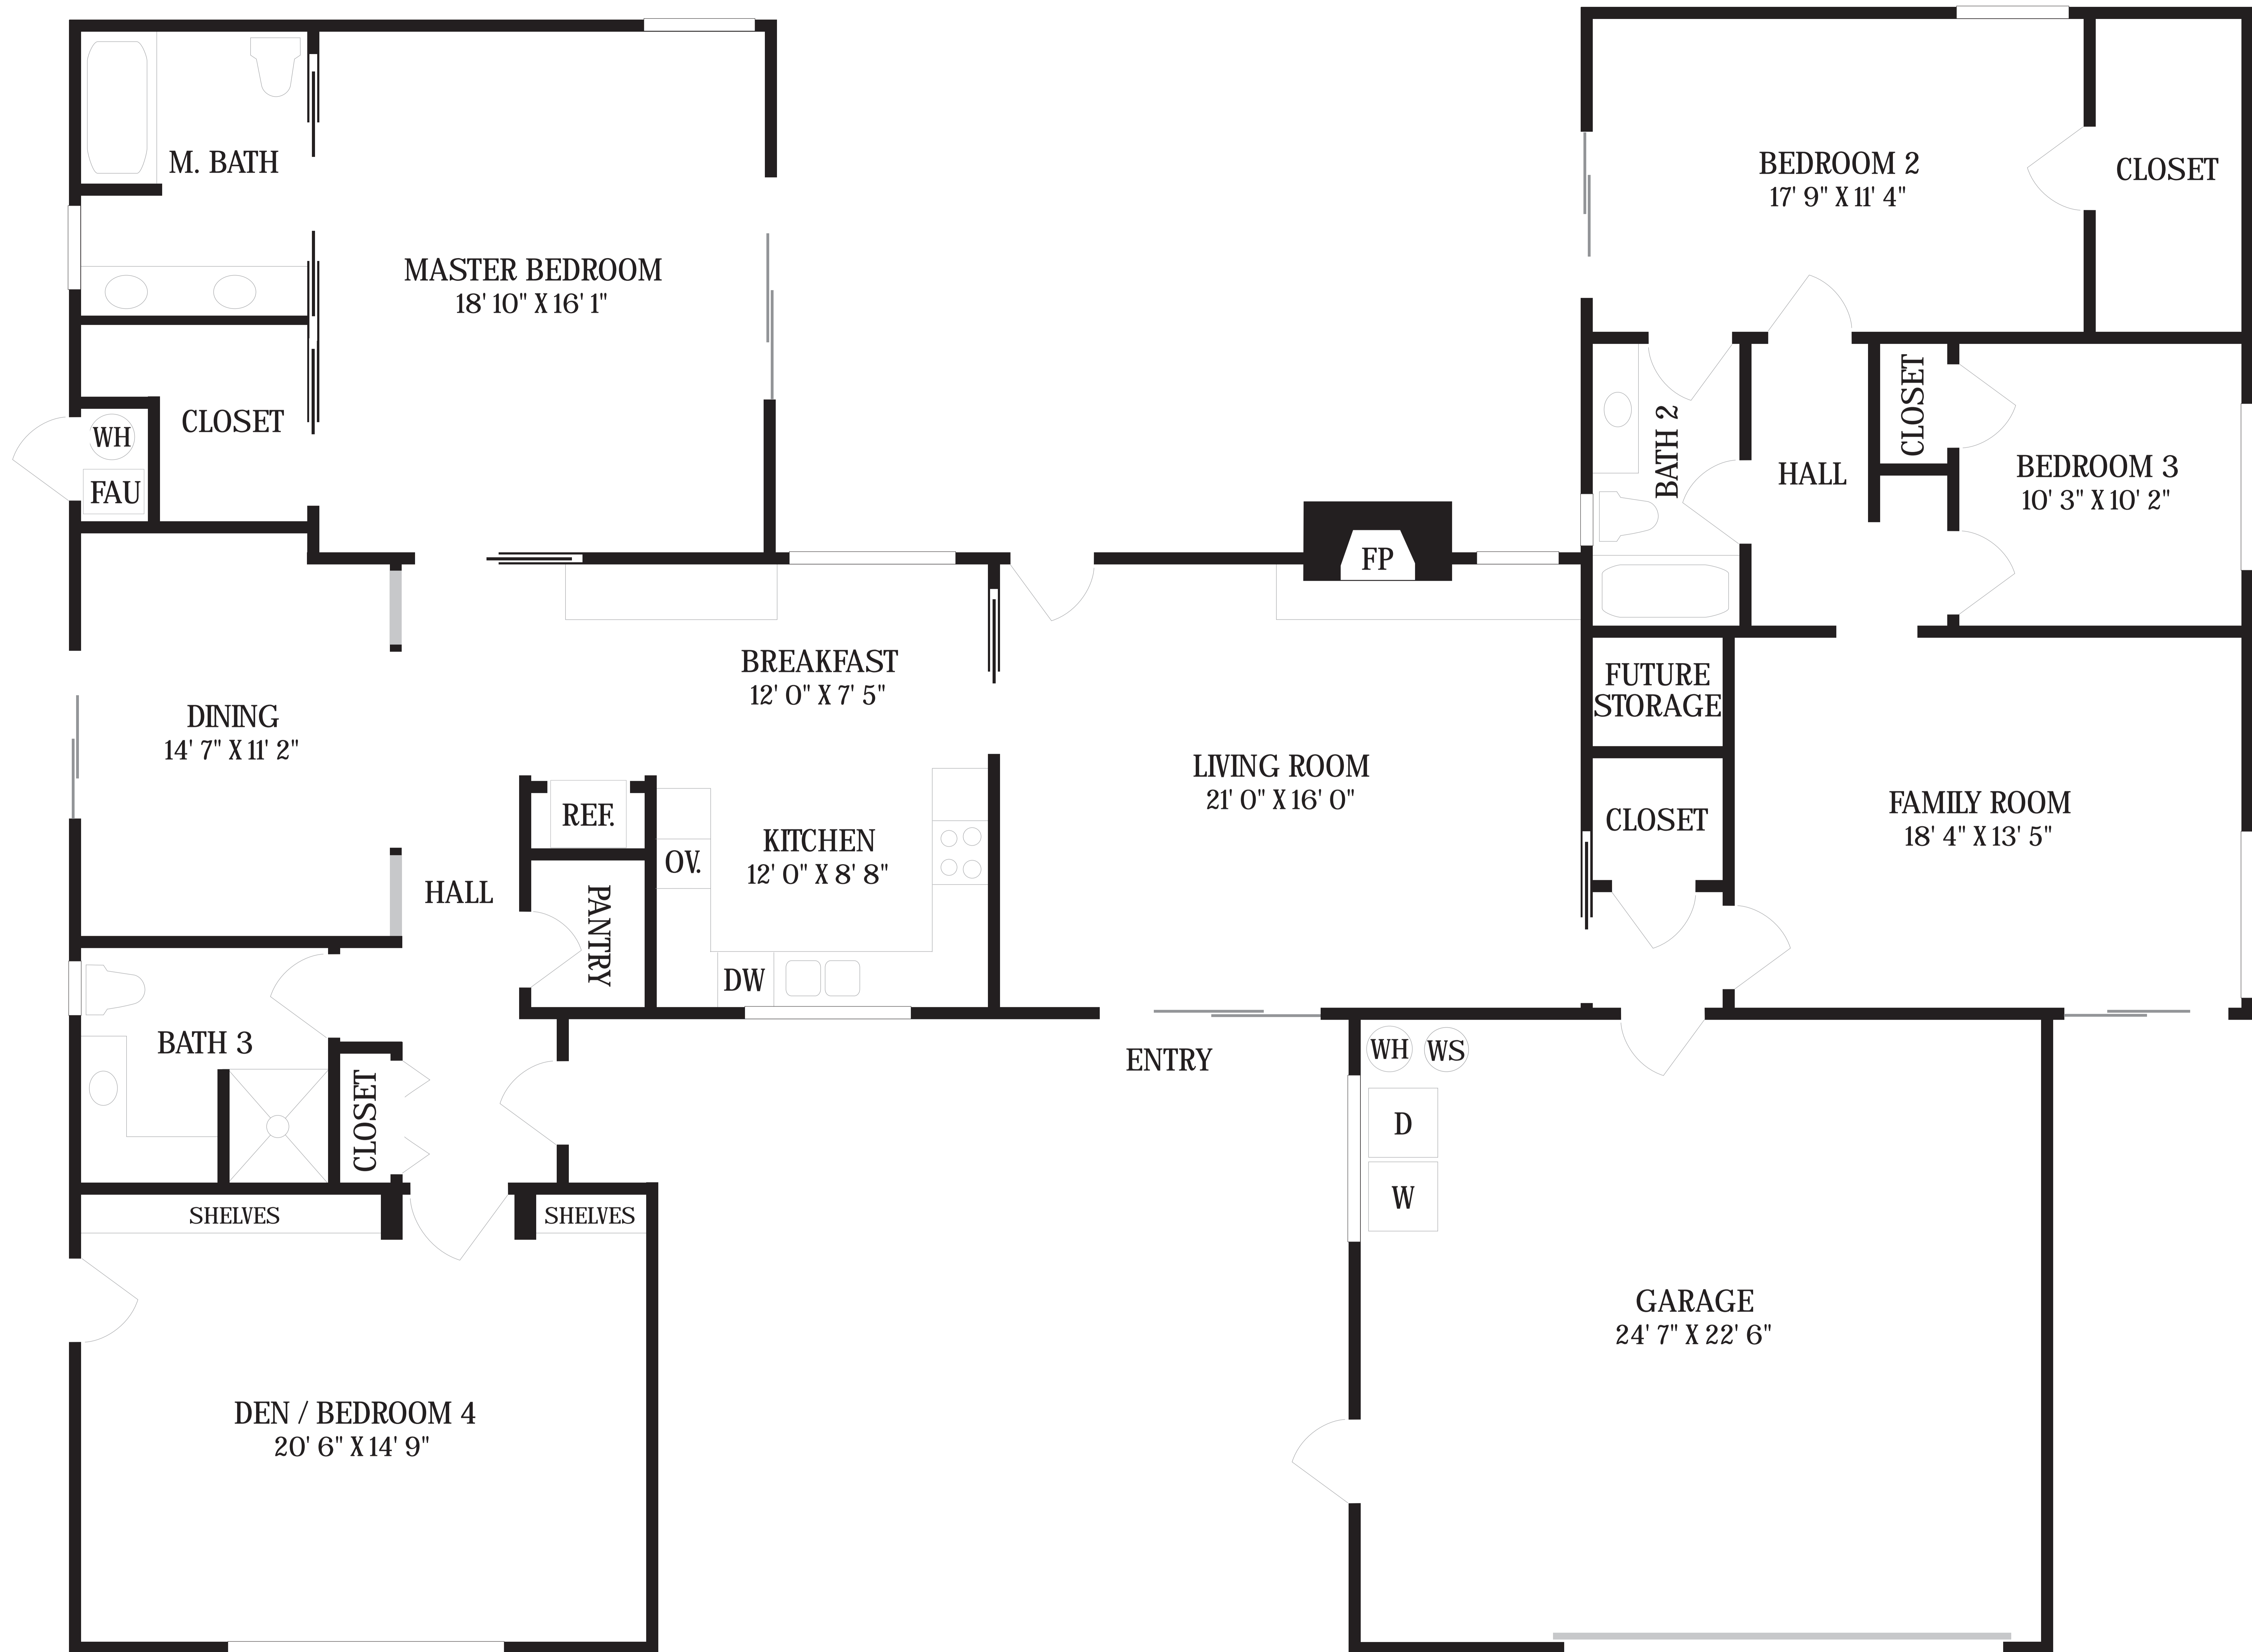 M. BATH
MASTER BEDROOM
18' 10" X 16' 1"
CLOSET
WH
FAU
BEDROOM 2
17' 9" X 11' 4"
CLOSET
BATH 2
HALL
CLOSET
BEDROOM 3
10' 3" X 10' 2"
FP
DINING
14' 7" X 11' 2"
BREAKFAST
12' 0" X 7' 5"
LIVING ROOM
21' 0" X 16' 0"
FUTURE
STORAGE
CLOSET
FAMILY ROOM
18' 4" X 13' 5"
REF.
OV.
KITCHEN
12' 0" X 8' 8"
HALL
PANTRY
DW
BATH 3
CLOSET
ENTRY
WH
WS
D
W
SHELVES
SHELVES
GARAGE
24' 7" X 22' 6"
DEN / BEDROOM 4
20' 6" X 14' 9"